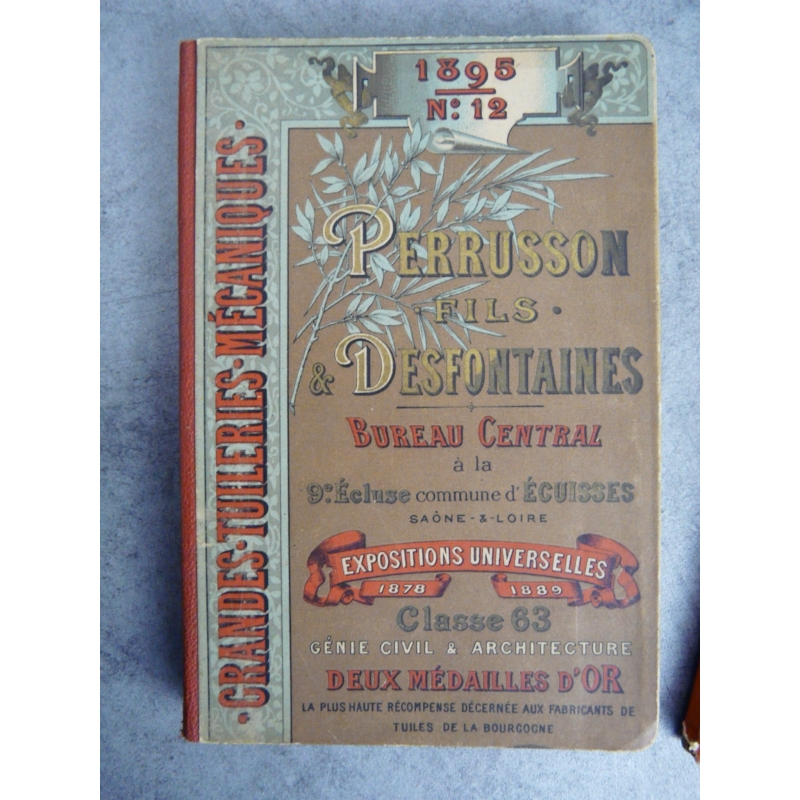 1895
Nº 12
·GRANDES·TUILERIES·MÉCANIQUES·
PERRUSSON
·FILS·
& DESFONTAINES
BUREAU CENTRAL
à la
9e. Écluse commune d'ÉCUISSES
SAÔNE-&-LOIRE
EXPOSITIONS UNIVERSELLES
1878 1889
Classe 63
GÉNIE CIVIL & ARCHITECTURE
DEUX MÉDAILLES D'OR
LA PLUS HAUTE RÉCOMPENSE DÉCERNÉE AUX FABRICANTS DE
TUILES DE LA BOURGOGNE